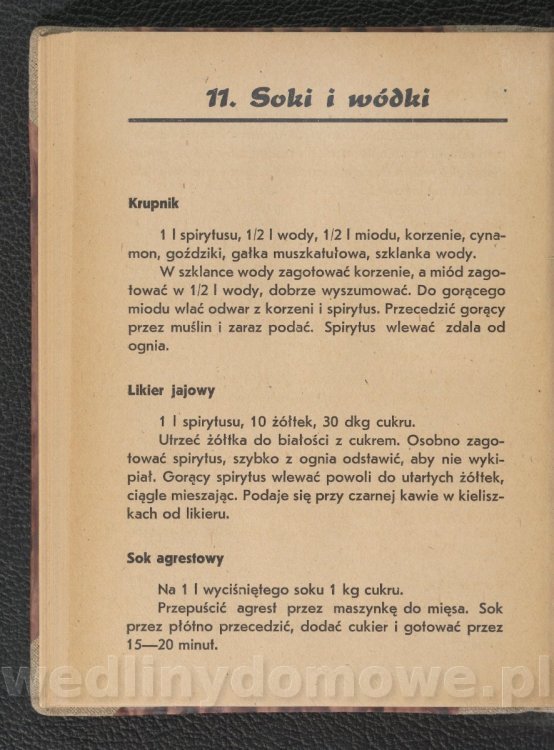 11. Soki i wódki
Krupnik
1 l spirytusu, 1/2 l wody, 1/2 l miodu, korzenie, cyna-
mon, goździki, gałka muszkatułowa, szklanka wody.
W szklance wody zagotować korzenie, a miód zago-
tować w 1/2 l wody, dobrze wyszumować. Do gorącego
miodu wlać odwar z korzeni i spirytus. Przecedzić gorący
przez muślin i zaraz podać. Spirytus wlewać zdala od
ognia.
Likier jajowy
1 l spirytusu, 10 żółtek, 30 dkg cukru.
Utrzeć żółtka do białości z cukrem. Osobno zago-
tować spirytus, szybko z ognia odstawić, aby nie wyki-
piał. Gorący spirytus wlewać powoli do utartych żółtek,
ciągle mieszając. Podaje się przy czarnej kawie w kielisz-
kach od likieru.
Sok agrestowy
Na 1 l wyciśniętego soku 1 kg cukru.
Przepuścić agrest przez maszynkę do mięsa. Sok
przez płótno przecedzić, dodać cukier i gotować przez
15—20 minut.
wedlinydomowe.pl